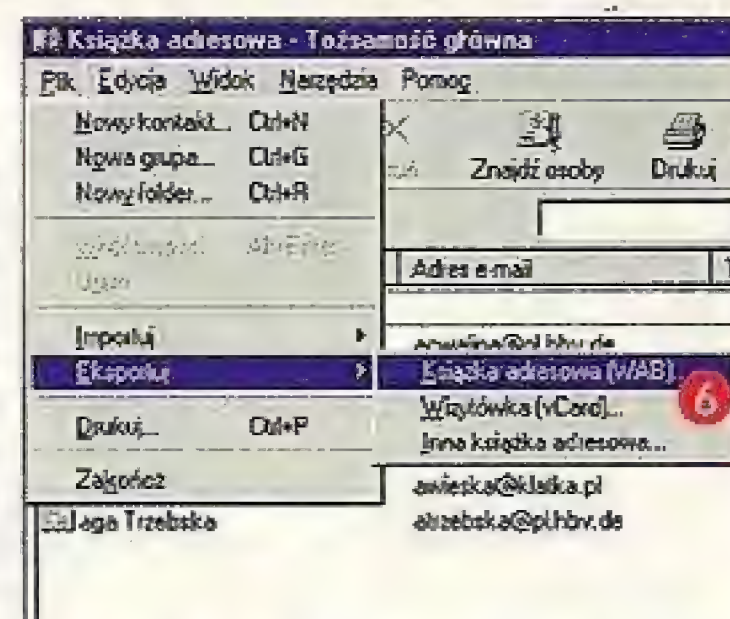 Książka adresowa - Tożsamość główna
Plik Edycja Widok Narzędzia Pomoc
Nowy kontakt... Ctrl+N
Nowa grupa... Ctrl+G
Nowy folder... Ctrl+R
Znajdź osoby Drukuj
Adres e-mail
Importuj
Eksportuj
Książka adresowa (WAB)...
6
Wizytówka (vCard)...
Drukuj... Ctrl+P
Inna książka adresowa...
Zakończ
awieska@klatka.pl
Jaga Trzebska atrzebska@pl.hbv.de